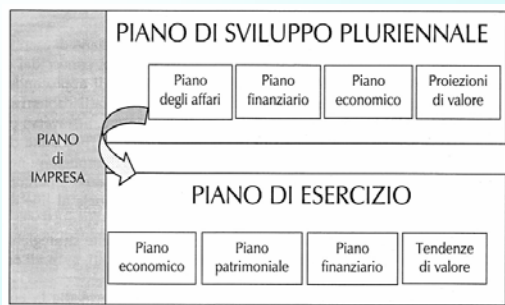 PIANO DI SVILUPPO PLURIENNALE
Piano
degli affari
Piano
finanziario
Piano
economico
Proiezioni
di valore
PIANO
di
IMPRESA
PIANO DI ESERCIZIO
Piano
economico
Piano
patrimoniale
Piano
finanziario
Tendenze
di valore